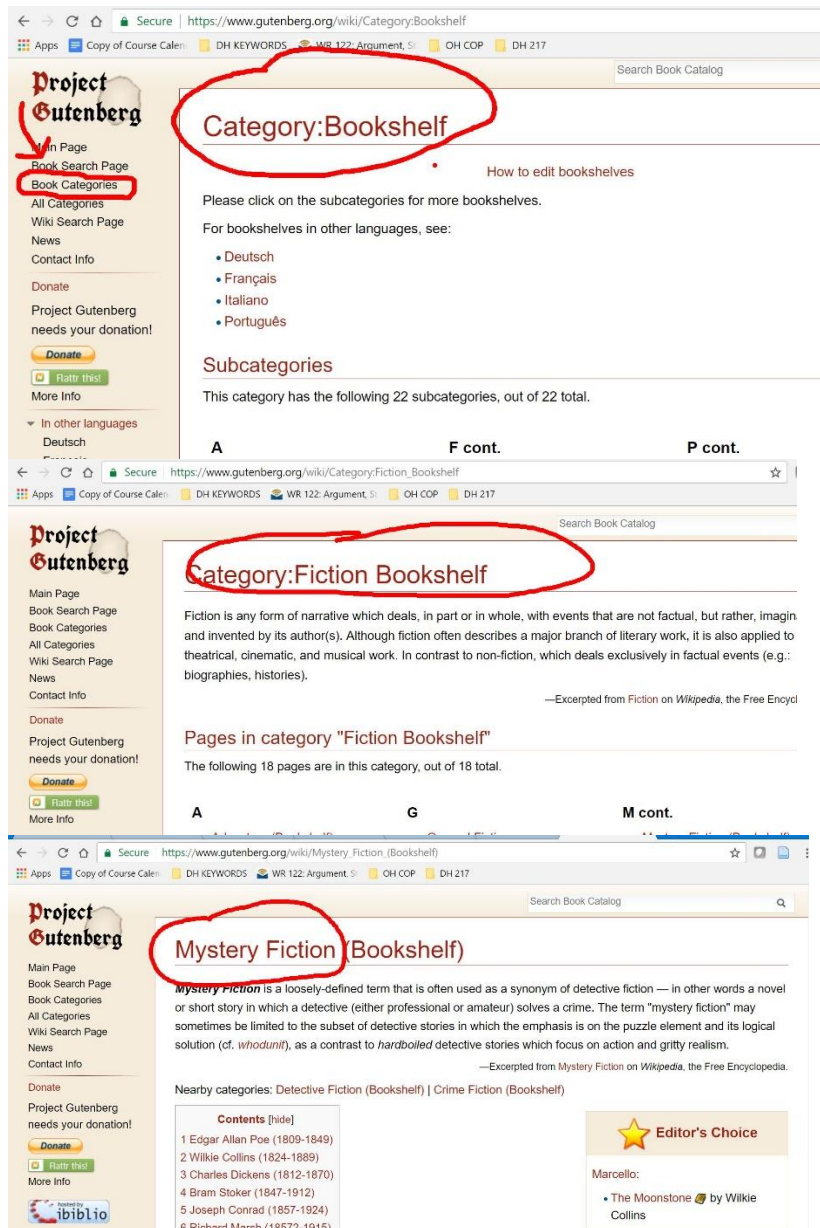 Secure | https://www.gutenberg.org/wiki/Category:Bookshelf
Apps Copy of Course Calen DH KEYWORDS WR 122: Argument, S OH COP DH 217
Search Book Catalog
Project
Gutenberg
Main Page
Book Search Page
Book Categories
All Categories
Wiki Search Page
News
Contact Info
Donate
Project Gutenberg
needs your donation!
Donate
Flattr this!
More Info
In other languages
Deutsch
Category:Bookshelf
How to edit bookshelves
Please click on the subcategories for more bookshelves.
For bookshelves in other languages, see:
• Deutsch
• Français
• Italiano
• Português
Subcategories
This category has the following 22 subcategories, out of 22 total.
A F cont. P cont.
Secure https://www.gutenberg.org/wiki/Category:Fiction_Bookshelf
Apps Copy of Course Calen DH KEYWORDS WR 122: Argument, S OH COP DH 217
Search Book Catalog
Project
Gutenberg
Main Page
Book Search Page
Book Categories
All Categories
Wiki Search Page
News
Contact Info
Donate
Project Gutenberg
needs your donation!
Donate
Flattr this!
More Info
Category:Fiction Bookshelf
Fiction is any form of narrative which deals, in part or in whole, with events that are not factual, but rather, imagin
and invented by its author(s). Although fiction often describes a major branch of literary work, it is also applied to
theatrical, cinematic, and musical work. In contrast to non-fiction, which deals exclusively in factual events (e.g.:
biographies, histories).
—Excerpted from Fiction on Wikipedia, the Free Encycl
Pages in category "Fiction Bookshelf"
The following 18 pages are in this category, out of 18 total.
A G M cont.
Secure https://www.gutenberg.org/wiki/Mystery_Fiction_(Bookshelf)
Apps Copy of Course Calen DH KEYWORDS WR 122: Argument, S OH COP DH 217
Search Book Catalog
Project
Gutenberg
Main Page
Book Search Page
Book Categories
All Categories
Wiki Search Page
News
Contact Info
Donate
Project Gutenberg
needs your donation!
Donate
Flattr this!
More Info
hosted by
ibiblio
Mystery Fiction (Bookshelf)
Mystery Fiction is a loosely-defined term that is often used as a synonym of detective fiction — in other words a novel
or short story in which a detective (either professional or amateur) solves a crime. The term "mystery fiction" may
sometimes be limited to the subset of detective stories in which the emphasis is on the puzzle element and its logical
solution (cf. whodunit), as a contrast to hardboiled detective stories which focus on action and gritty realism.
—Excerpted from Mystery Fiction on Wikipedia, the Free Encyclopedia.
Nearby categories: Detective Fiction (Bookshelf) | Crime Fiction (Bookshelf)
Contents [hide]
1 Edgar Allan Poe (1809-1849)
2 Wilkie Collins (1824-1889)
3 Charles Dickens (1812-1870)
4 Bram Stoker (1847-1912)
5 Joseph Conrad (1857-1924)
6 Richard Marsh (1857?-1915)
Editor's Choice
Marcello:
• The Moonstone by Wilkie
Collins